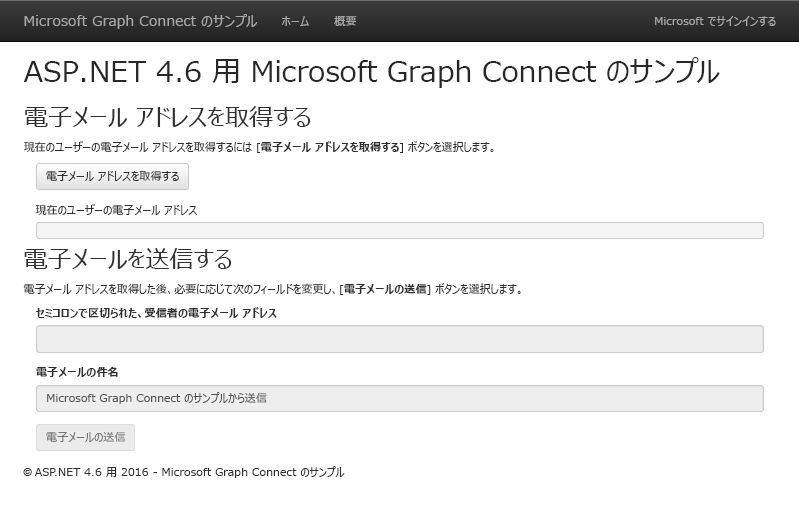 Microsoft Graph Connect のサンプル ホーム 概要 Microsoft でサインインする
ASP.NET 4.6 用 Microsoft Graph Connect のサンプル
電子メール アドレスを取得する
現在のユーザーの電子メール アドレスを取得するには [電子メール アドレスを取得する] ボタンを選択します。
電子メール アドレスを取得する
現在のユーザーの電子メール アドレス
電子メールを送信する
電子メール アドレスを取得した後、必要に応じて次のフィールドを変更し、[電子メールの送信] ボタンを選択します。
セミコロンで区切られた、受信者の電子メール アドレス
電子メールの件名
Microsoft Graph Connect のサンプルから送信
電子メールの送信
© ASP.NET 4.6 用 2016 - Microsoft Graph Connect のサンプル